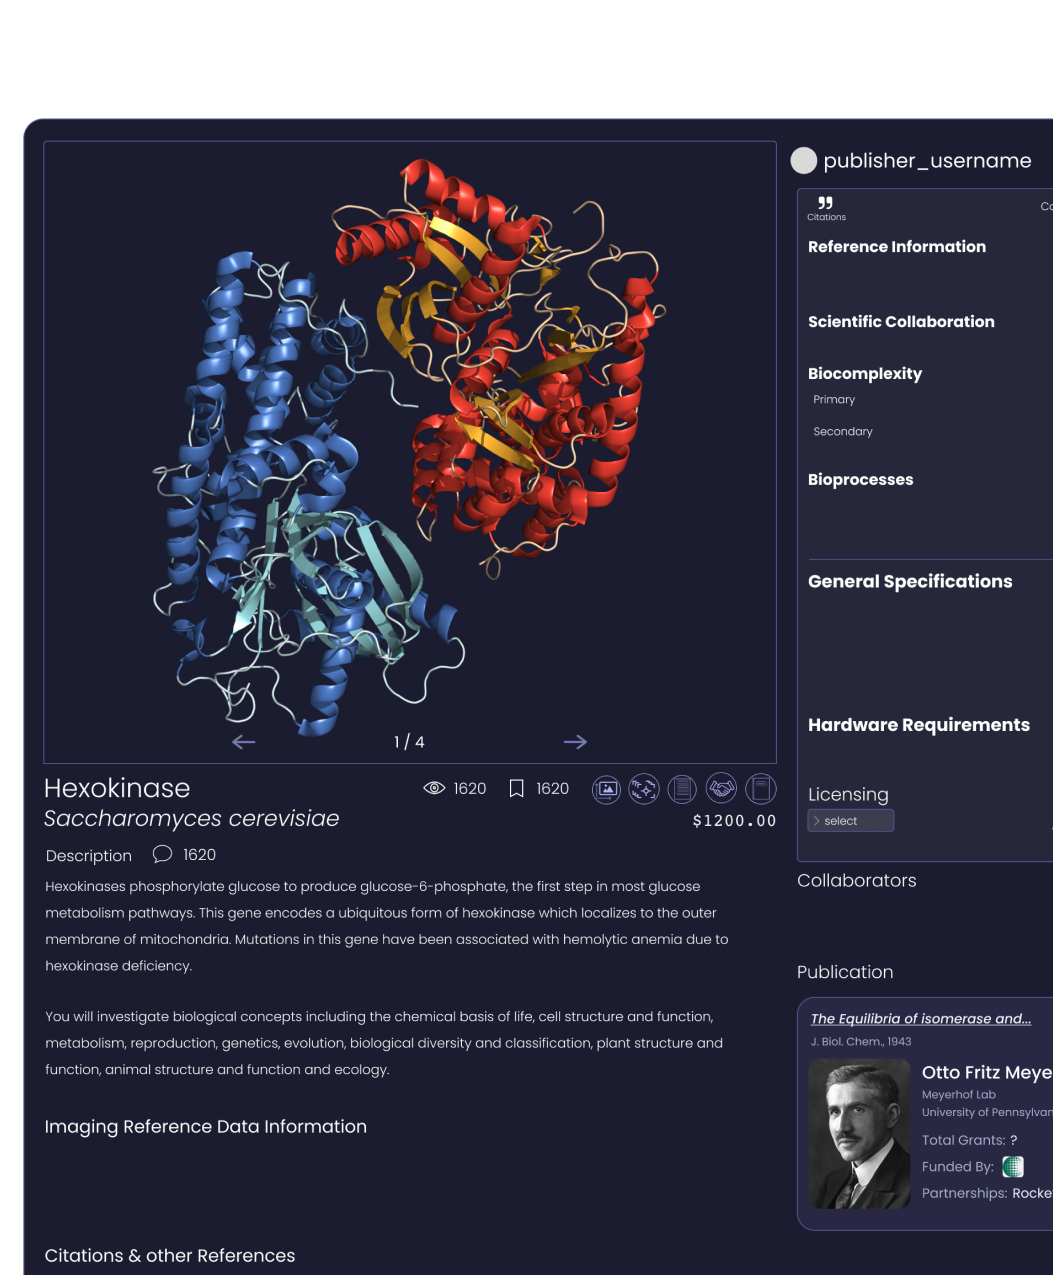 publisher_username
Citations
Reference Information
Scientific Collaboration
Biocomplexity
Primary
Secondary
Bioprocesses
General Specifications
Hardware Requirements
Licensing
select
1 / 4
Hexokinase
1620
1620
Saccharomyces cerevisiae
$1200.00
Description
1620
Hexokinases phosphorylate glucose to produce glucose-6-phosphate, the first step in most glucose
metabolism pathways. This gene encodes a ubiquitous form of hexokinase which localizes to the outer
membrane of mitochondria. Mutations in this gene have been associated with hemolytic anemia due to
hexokinase deficiency.
You will investigate biological concepts including the chemical basis of life, cell structure and function,
metabolism, reproduction, genetics, evolution, biological diversity and classification, plant structure and
function, animal structure and function and ecology.
Imaging Reference Data Information
Citations & other References
Collaborators
Publication
The Equilibria of isomerase and...
J. Biol. Chem., 1943
Otto Fritz Meye
Meyerhof Lab
University of Pennsylvan
Total Grants: ?
Funded By:
Partnerships: Rocke